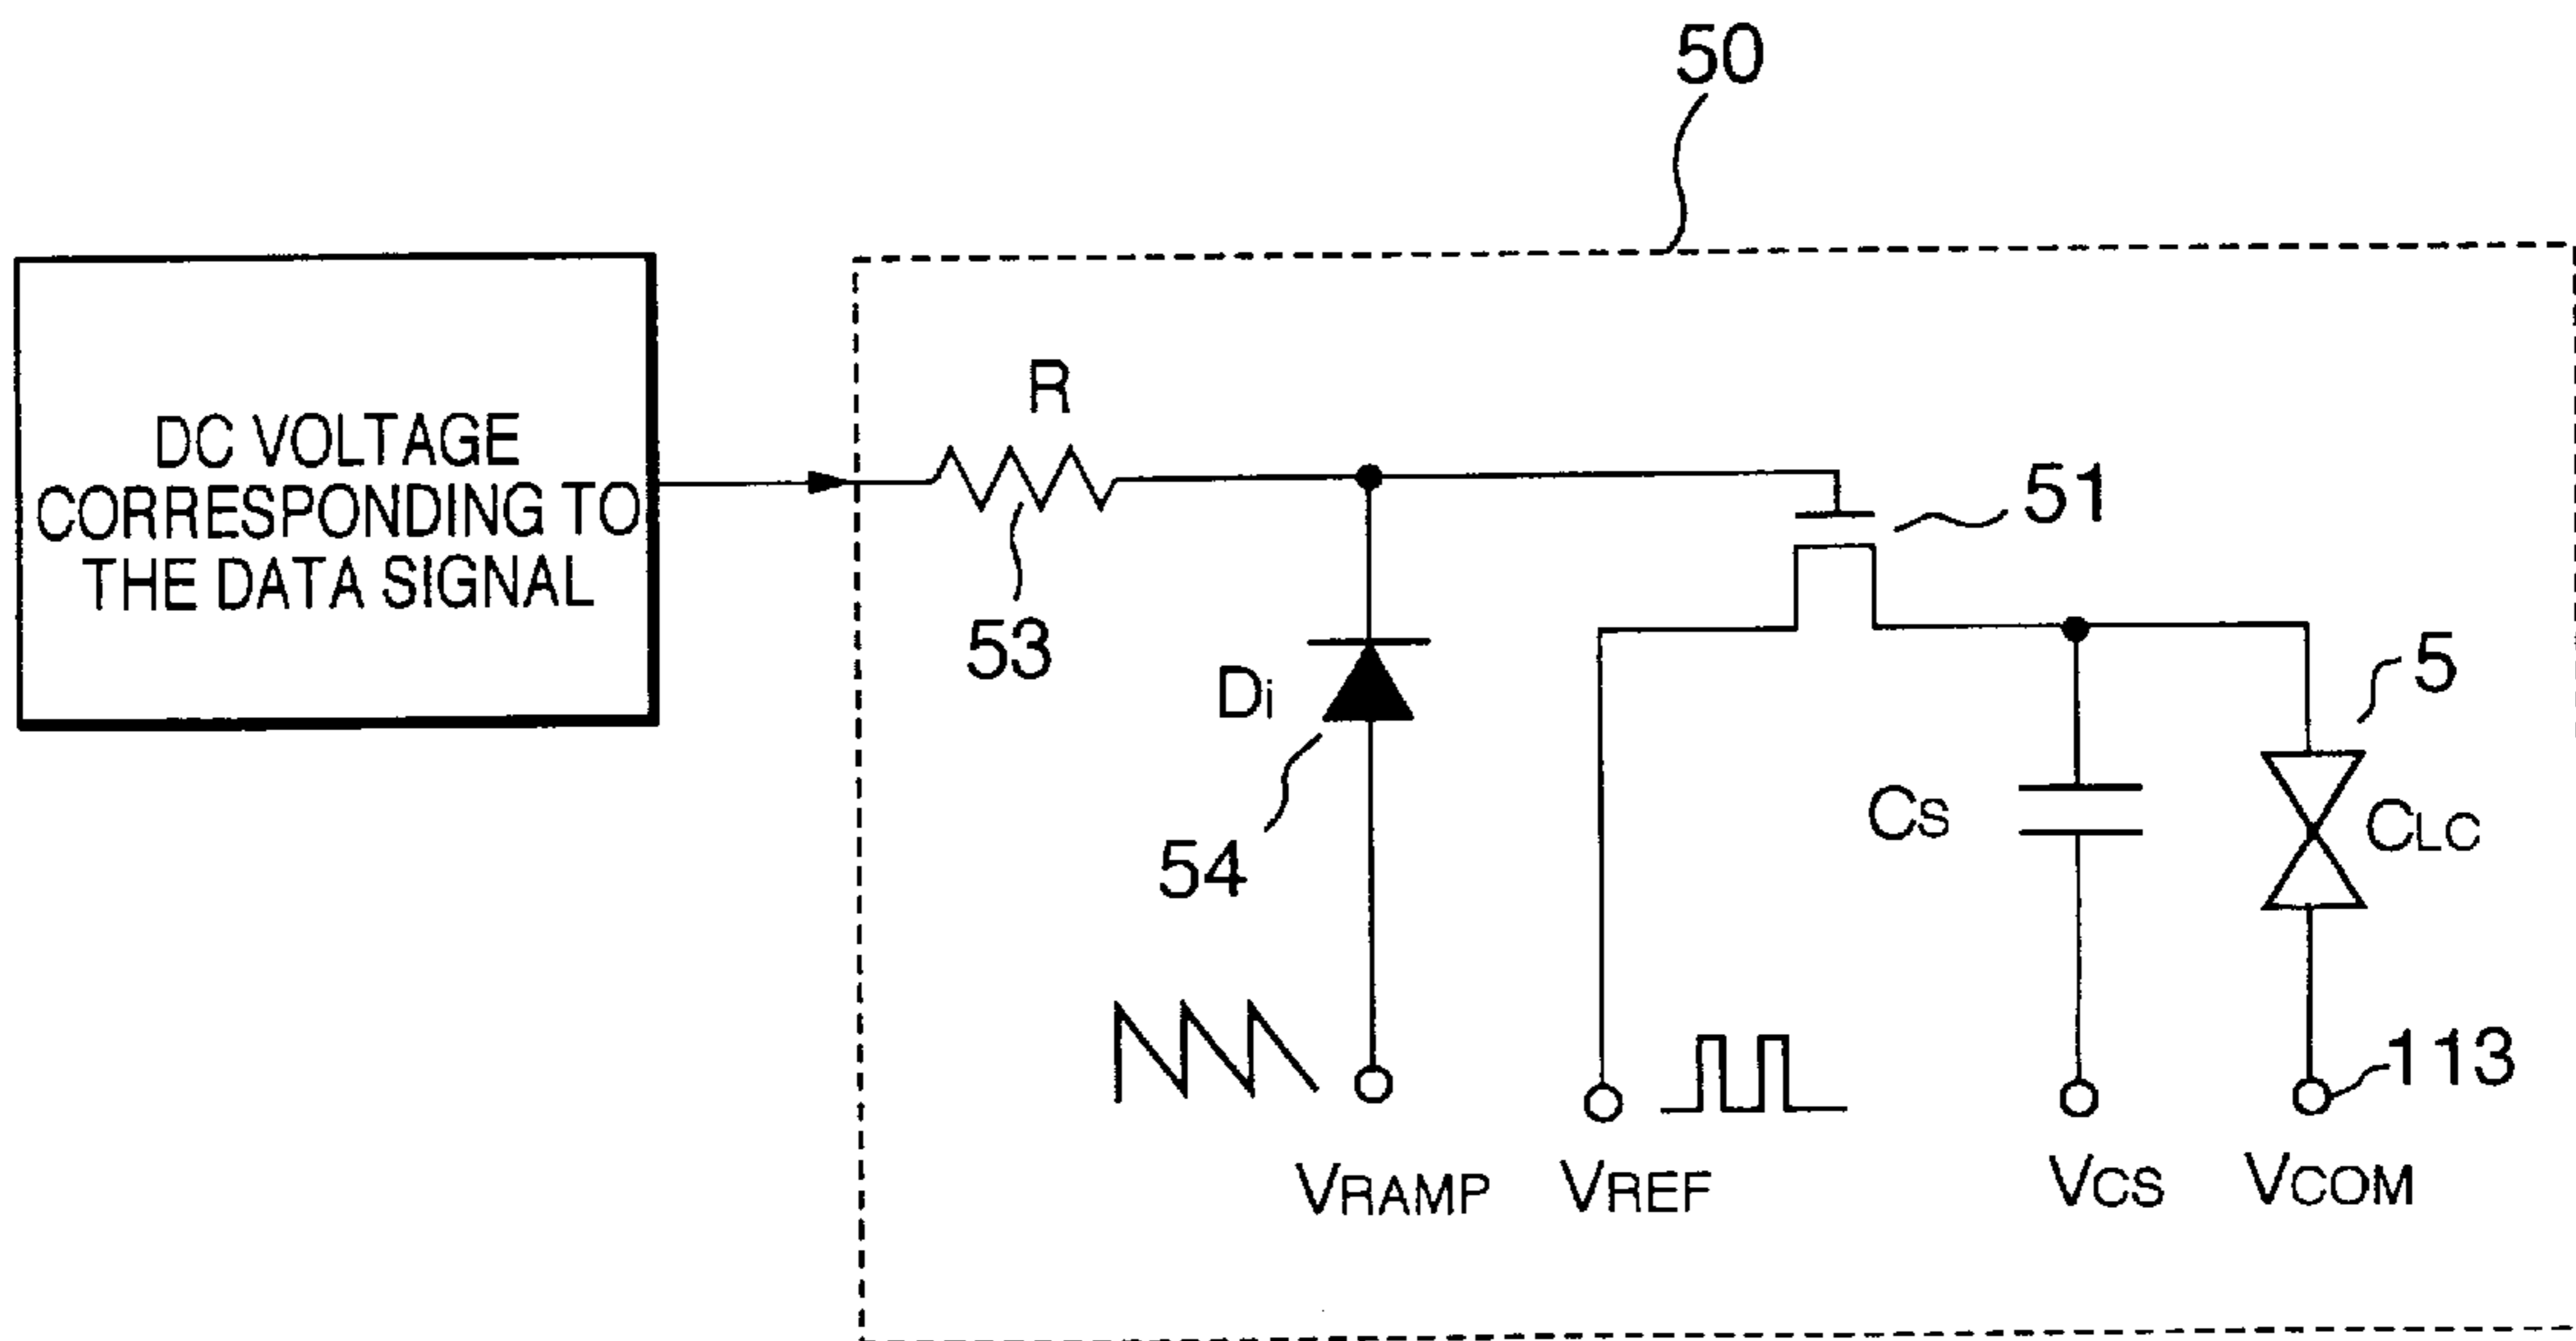 50
DC VOLTAGE
CORRESPONDING TO
THE DATA SIGNAL
R
53
51
Di
54
5
CS
CLC
113
VRAMP
VREF
VCS
VCOM